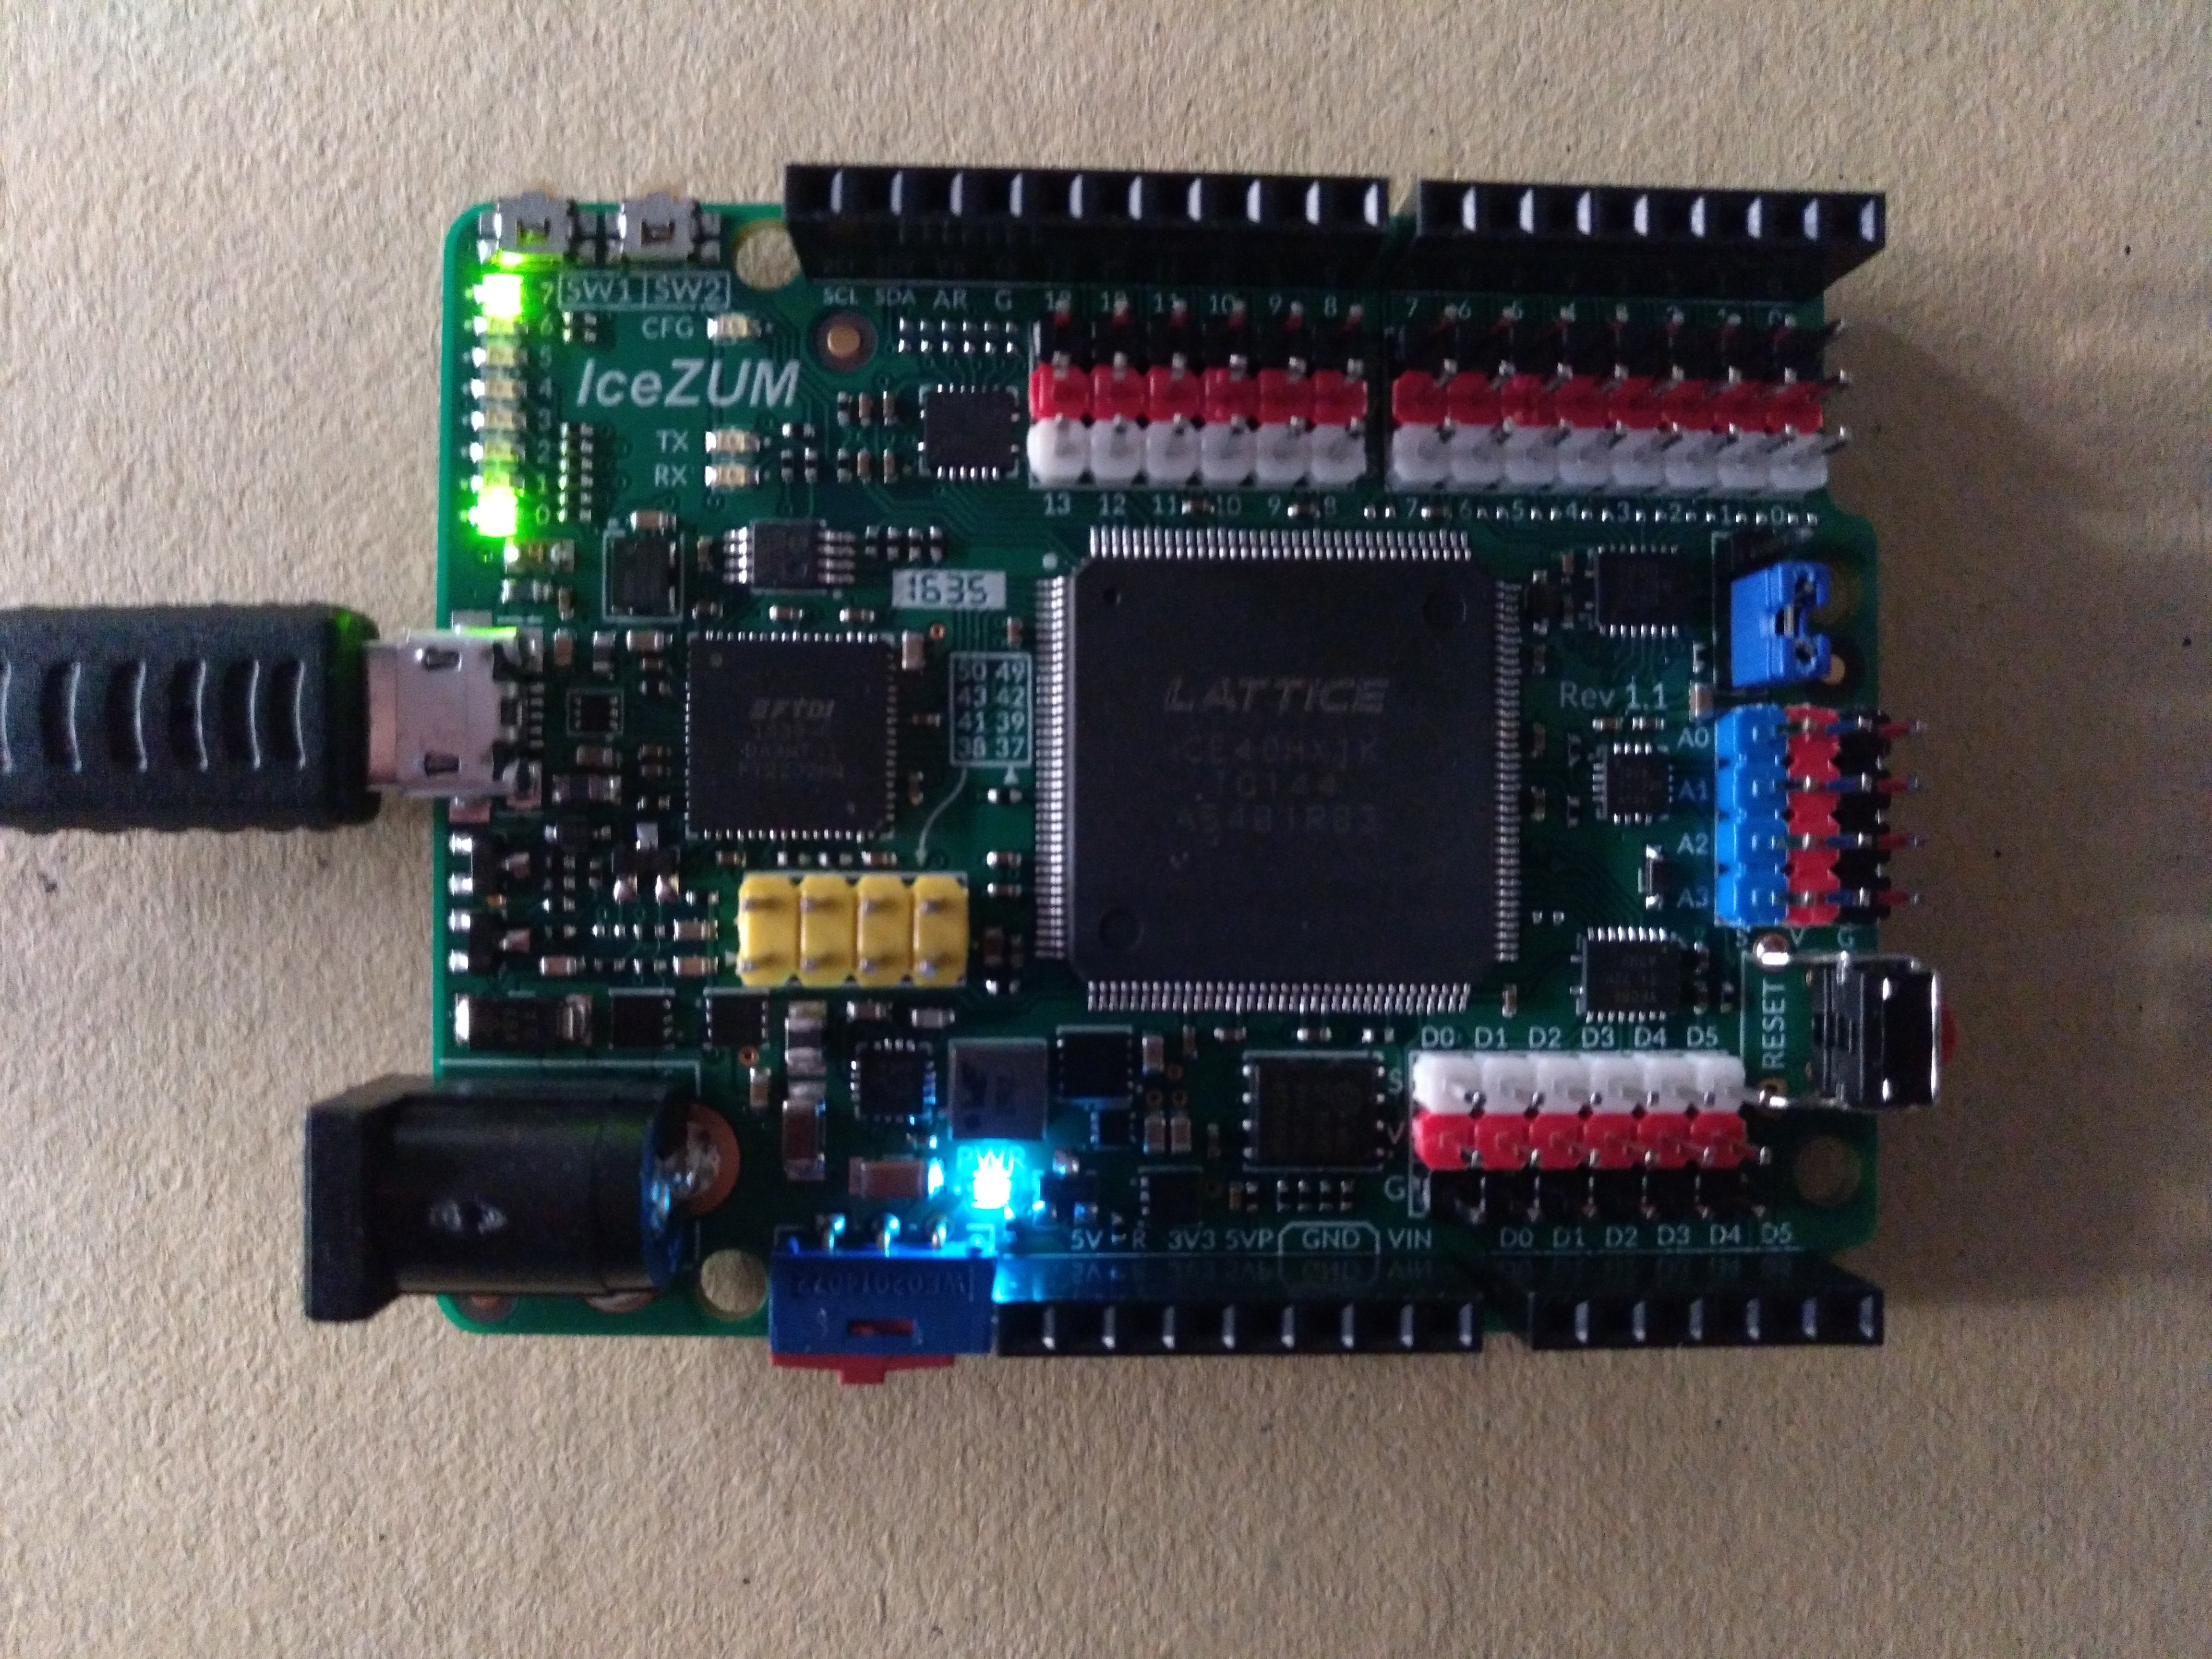 7 SW1 SW2
6 CFG
5
4
3
2
1
0
IceZUM
TX
RX
SCL SDA AR G 13 12 11 10 9 8 7 6 5 4 3 2 1 0
13 12 11 10 9 8 7 6 5 4 3 2 1 0
1635
50 49
43 42
41 39
38 37
FTDI
LATTICE
iCE40HX1K
TQ144
Rev 1.1
A0
A1
A2
A3
S V G
RESET
D0 D1 D2 D3 D4 D5
S
V
G
PWR
5V R 3V3 5VP GND VIN
D0 D1 D2 D3 D4 D5